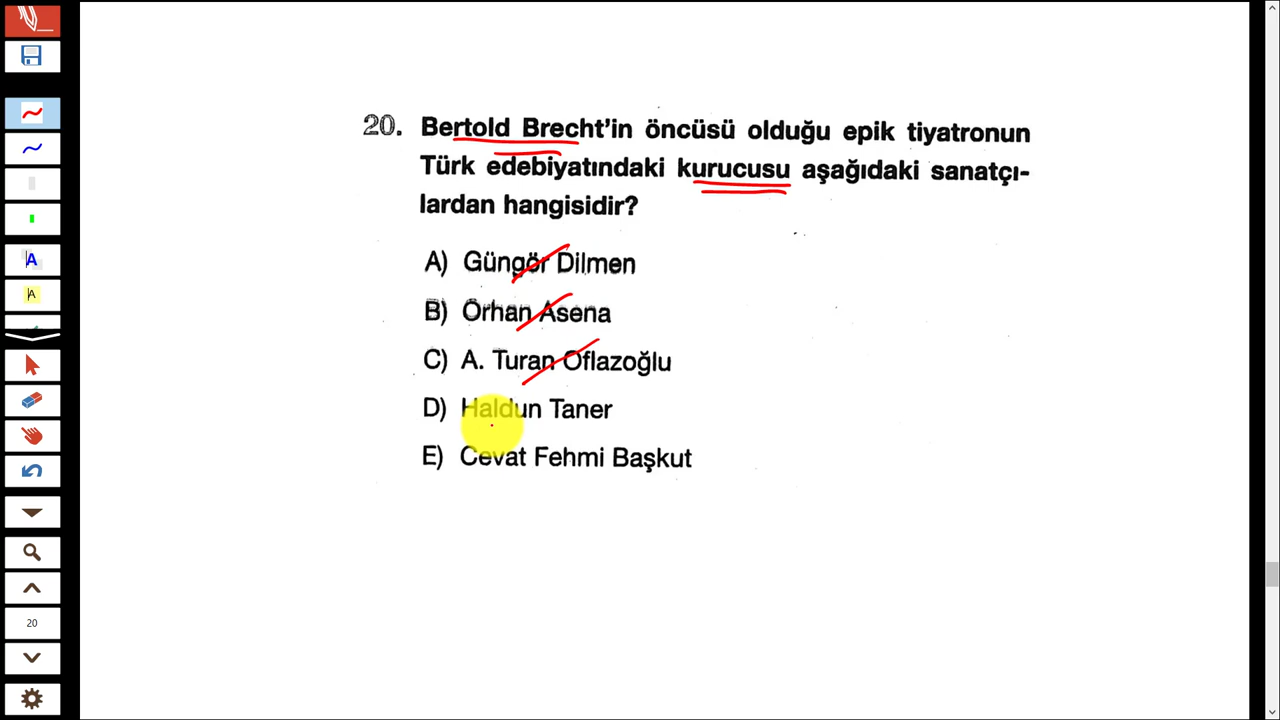 20. Bertold Brecht'in öncüsü olduğu epik tiyatronun
Türk edebiyatındaki kurucusu aşağıdaki sanatçı-
lardan hangisidir?
A) Güngör Dilmen
B) Orhan Asena
C) A. Turan Oflazoğlu
D) Haldun Taner
E) Cevat Fehmi Başkut
A
A
20